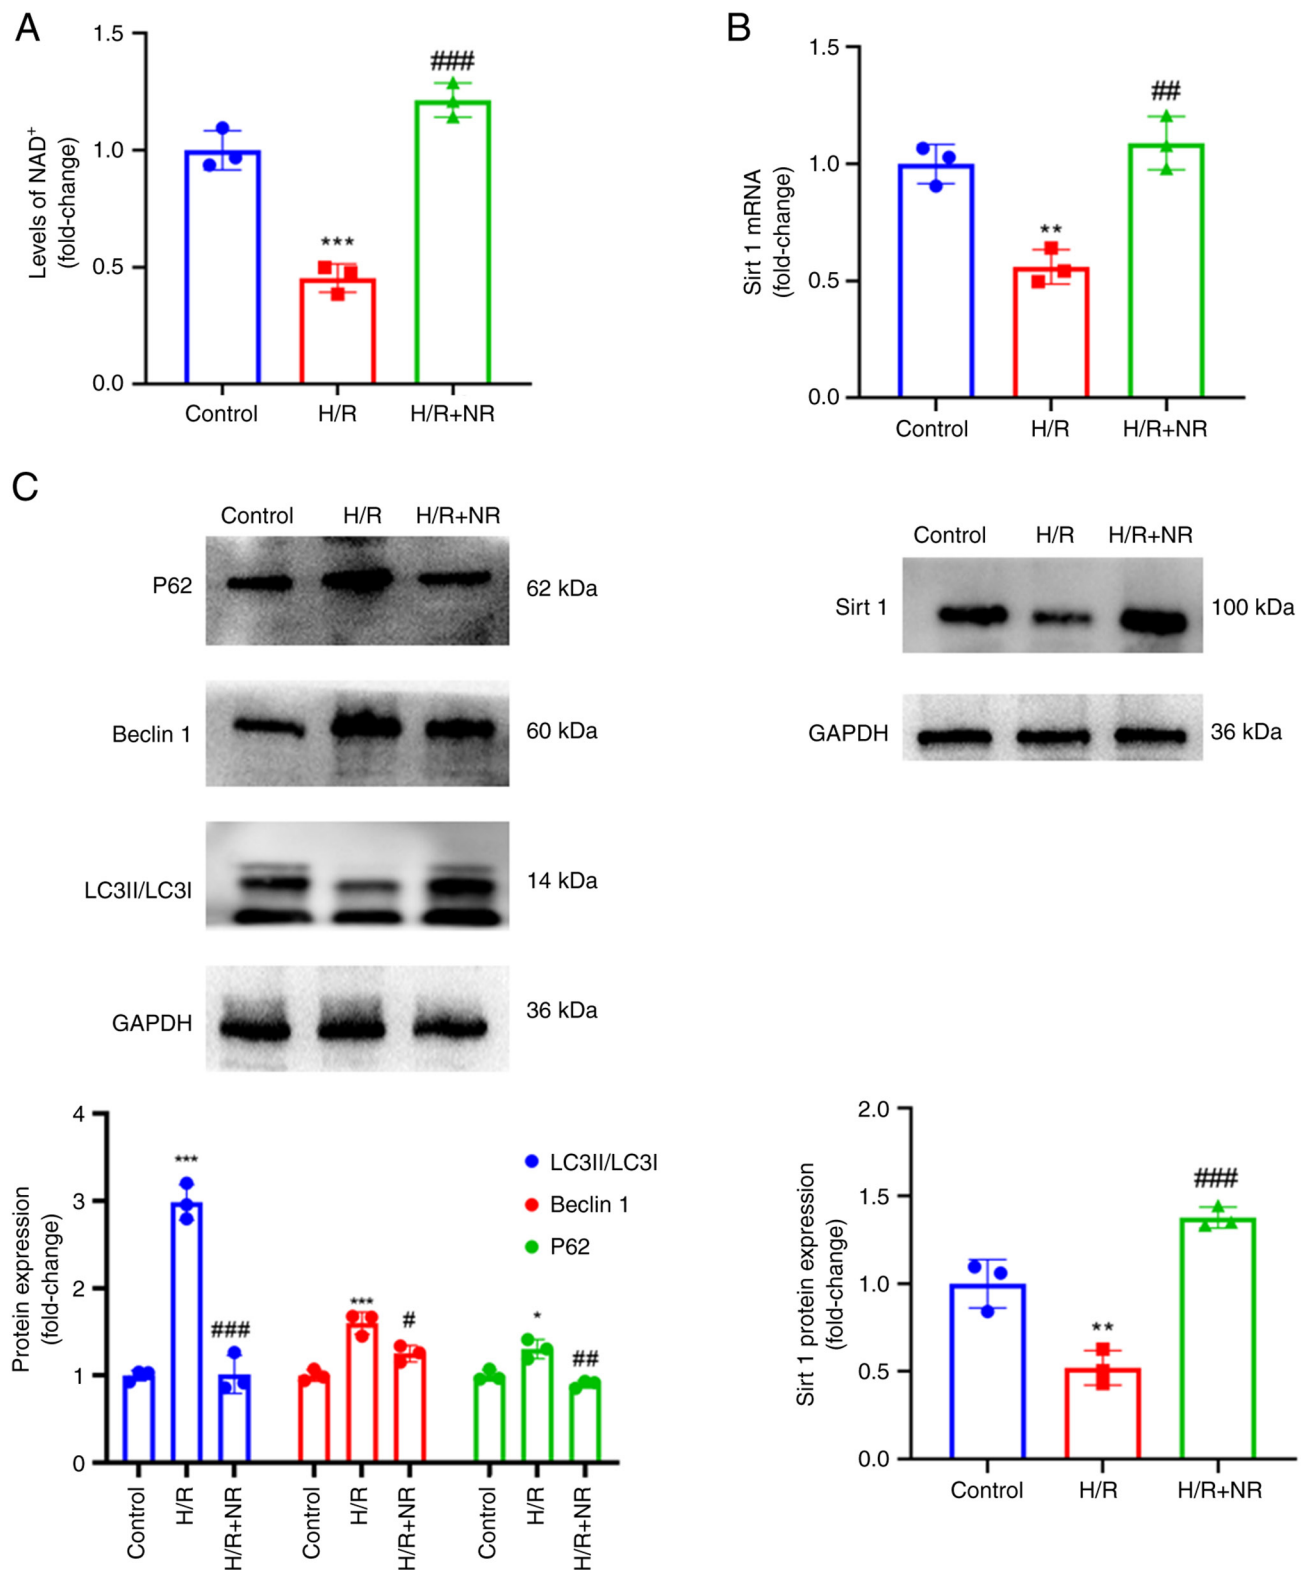 A
1.5
1.0
0.5
0.0
Levels of NAD⁺
(fold-change)
***
###
Control H/R H/R+NR
B
1.5
1.0
0.5
0.0
Sirt 1 mRNA
(fold-change)
**
##
Control H/R H/R+NR
C
Control H/R H/R+NR
P62 62 kDa
Beclin 1 60 kDa
LC3II/LC3I 14 kDa
GAPDH 36 kDa
Control H/R H/R+NR
Sirt 1 100 kDa
GAPDH 36 kDa
4
3
2
1
0
Protein expression
(fold-change)
***
###
***
#
*
##
LC3II/LC3I
Beclin 1
P62
Control H/R H/R+NR Control H/R H/R+NR Control H/R H/R+NR
2.0
1.5
1.0
0.5
0.0
Sirt 1 protein expression
(fold-change)
**
###
Control H/R H/R+NR